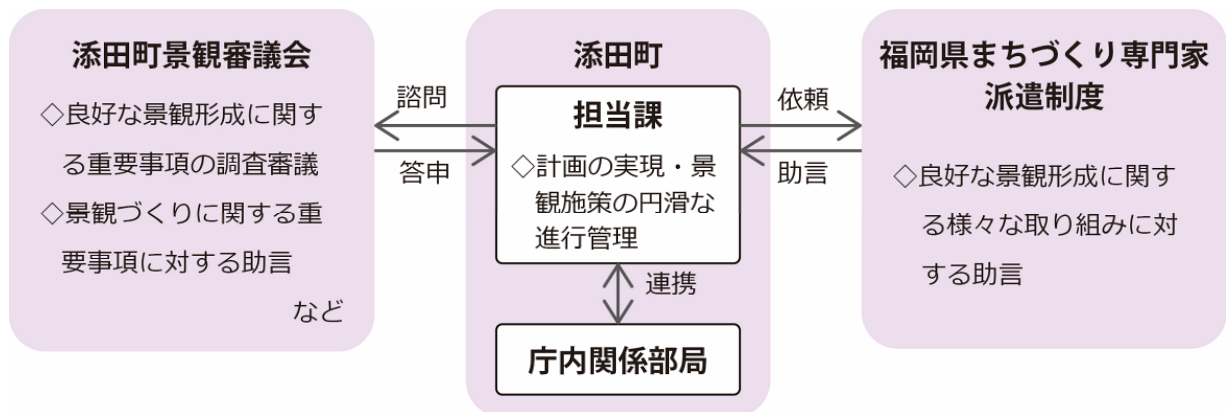 添田町景観審議会
◇良好な景観形成に関す
る重要事項の調査審議
◇景観づくりに関する重
要事項に対する助言
など
諮問
答申
添田町
担当課
◇計画の実現・景
観施策の円滑な
進行管理
連携
庁内関係部局
依頼
助言
福岡県まちづくり専門家
派遣制度
◇良好な景観形成に関す
る様々な取り組みに対
する助言